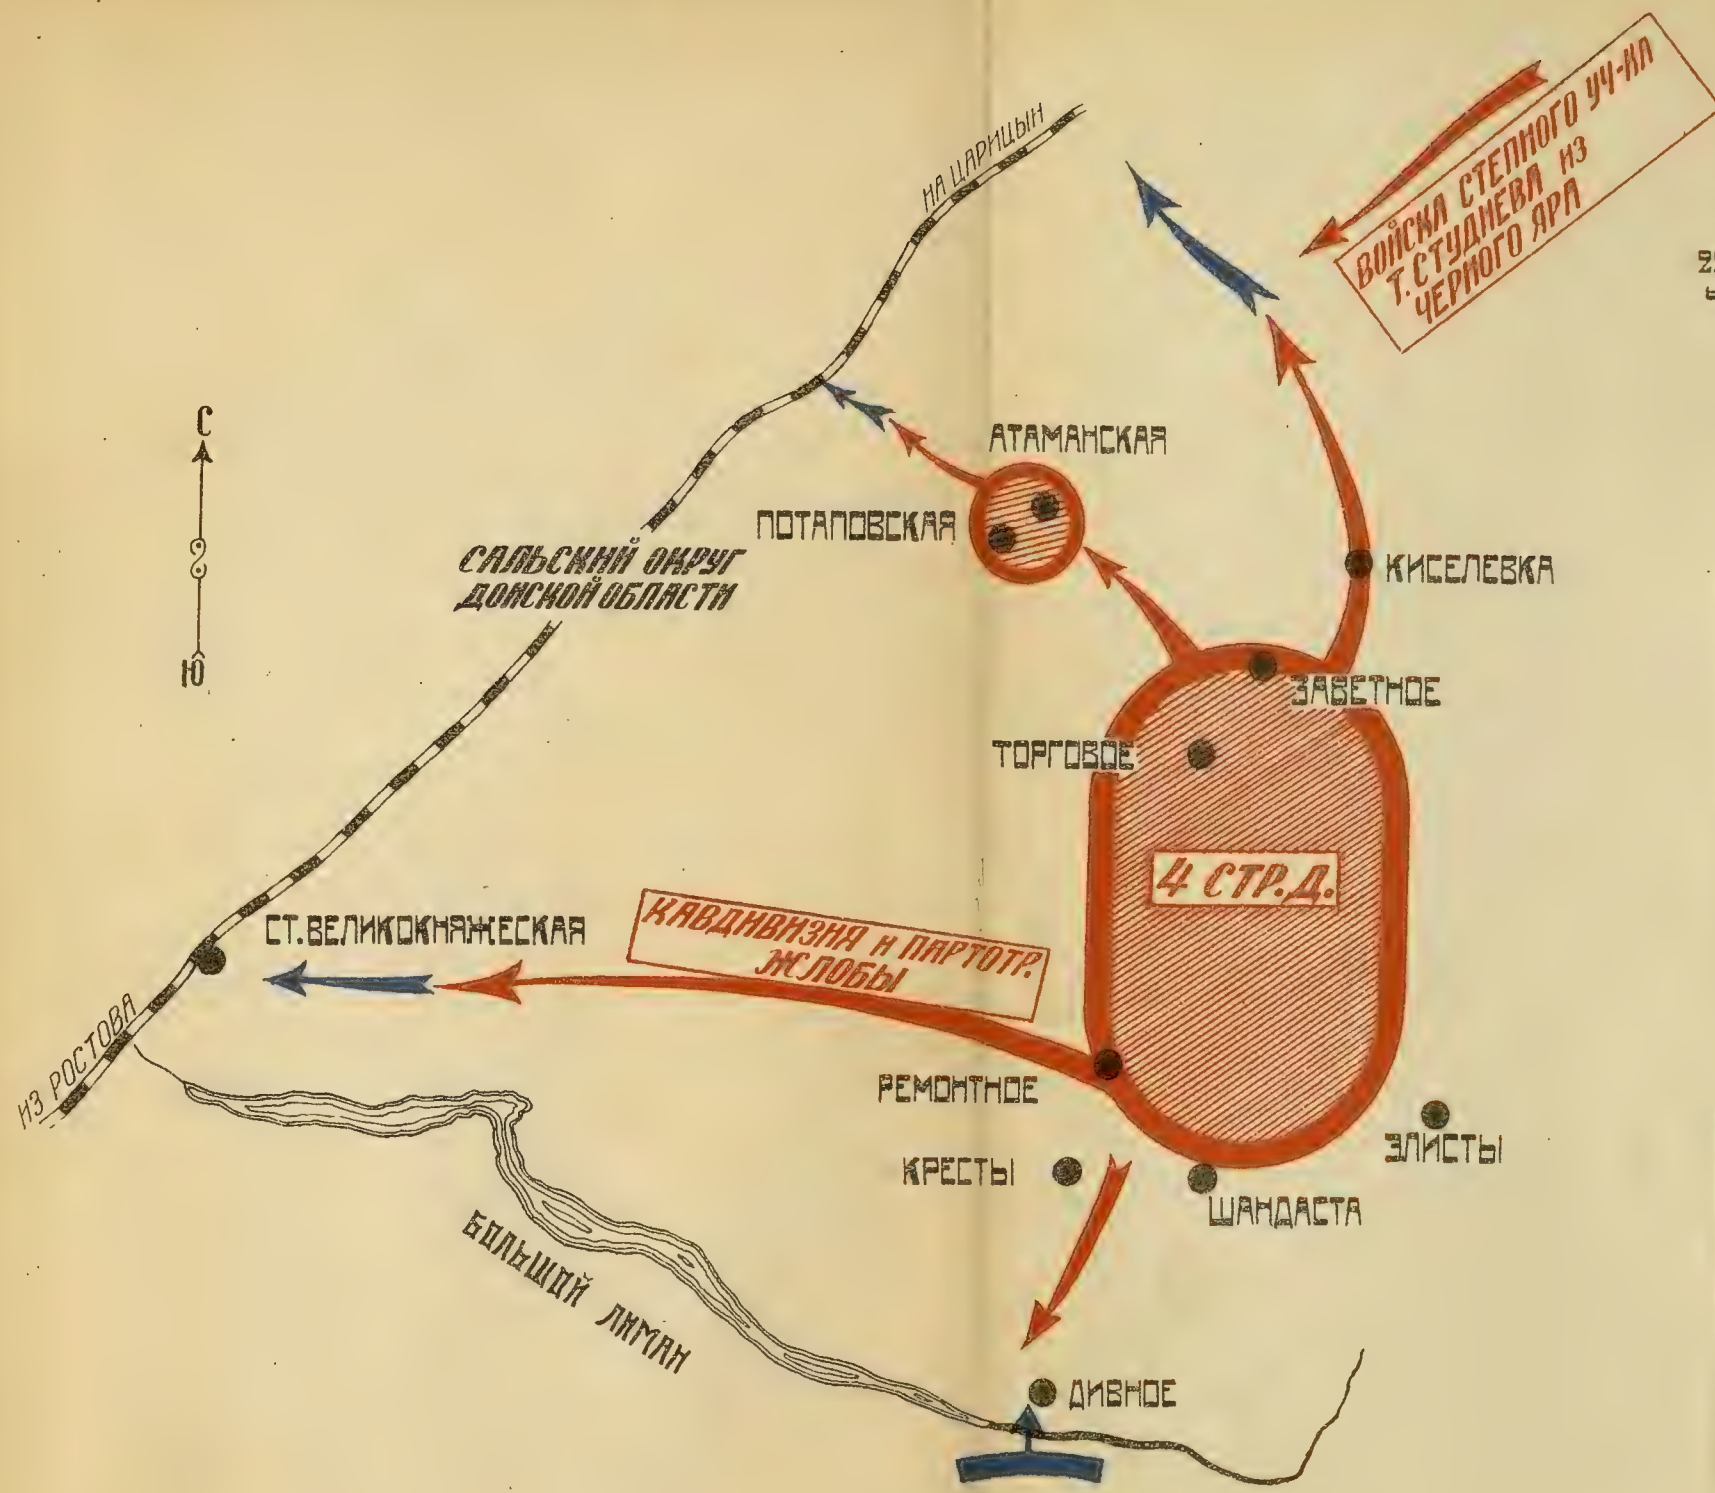 ВОЙСКА СТЕПНОГО УЧ-КА
Т. СТУДНЕВА ИЗ
ЧЕРНОГО ЯРА
НА ЦАРИЦЫН
С
Ю
АТАМАНСКАЯ
ПОТАПОВСКАЯ
САЛЬСКИЙ ОКРУГ
ДОНСКОЙ ОБЛАСТИ
КИСЕЛЕВКА
ЗАВЕТНОЕ
ТОРГОВОЕ
4 СТР. Д.
СТ. ВЕЛИКОКНЯЖЕСКАЯ
КАВДИВИЗИЯ И ПАРТОТР.
ЖЛОБЫ
ИЗ РОСТОВА
РЕМОНТНОЕ
ЭЛИСТЫ
КРЕСТЫ
ШАНДАСТА
БОЛЬШОЙ ЛИМАН
ДИВНОЕ